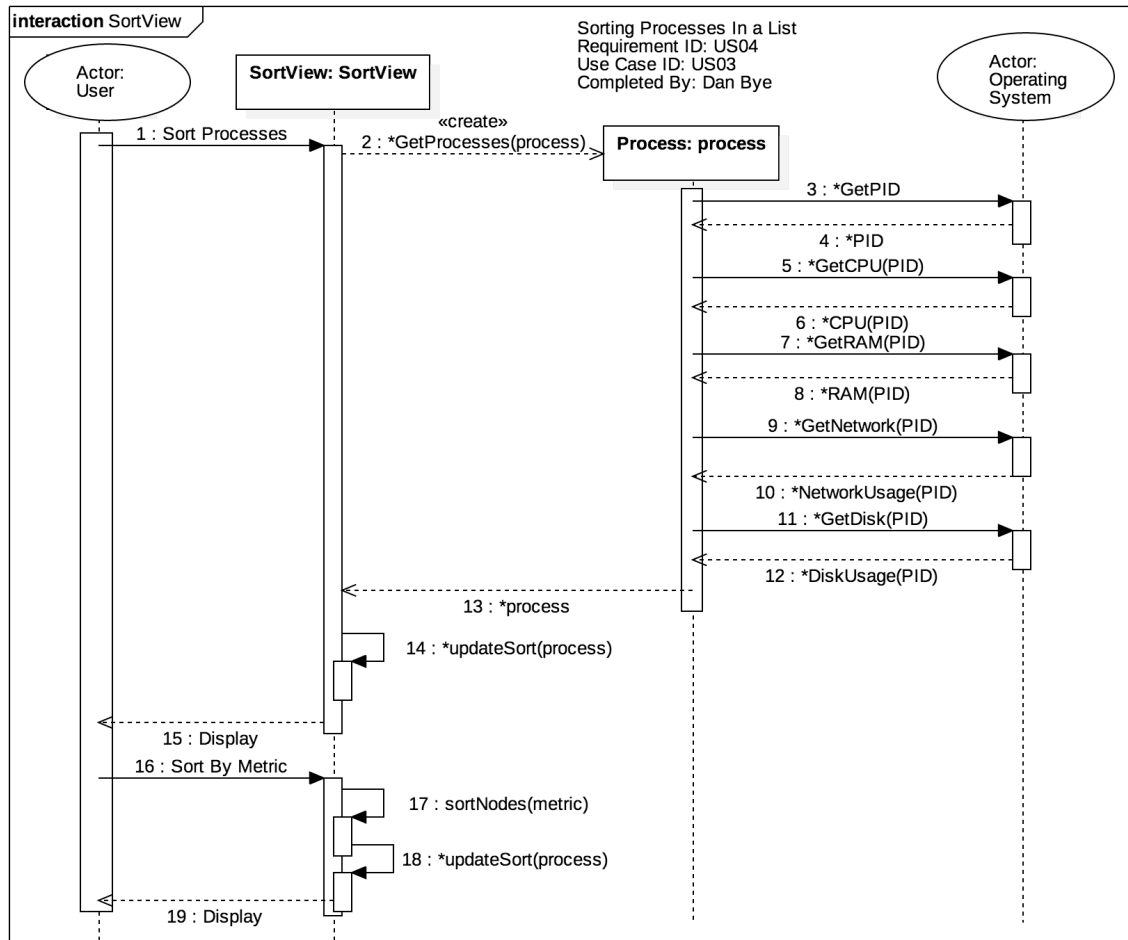 interaction SortView
Sorting Processes In a List
Requirement ID: US04
Use Case ID: US03
Completed By: Dan Bye
Actor:
User
SortView: SortView
Actor:
Operating
System
«create»
1 : Sort Processes
2 : *GetProcesses(process)
Process: process
3 : *GetPID
4 : *PID
5 : *GetCPU(PID)
6 : *CPU(PID)
7 : *GetRAM(PID)
8 : *RAM(PID)
9 : *GetNetwork(PID)
10 : *NetworkUsage(PID)
11 : *GetDisk(PID)
12 : *DiskUsage(PID)
13 : *process
14 : *updateSort(process)
15 : Display
16 : Sort By Metric
17 : sortNodes(metric)
18 : *updateSort(process)
19 : Display